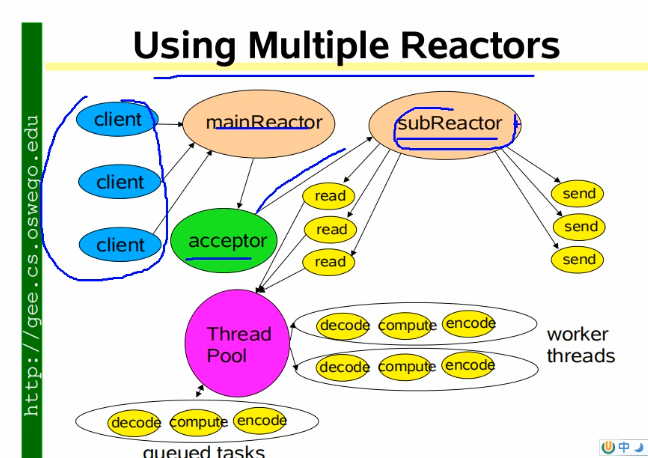 Using Multiple Reactors
http://gee.cs.oswego.edu
client
mainReactor
subReactor
client
client
acceptor
read
read
read
send
send
send
Thread
Pool
decode compute encode
decode compute encode
worker
threads
decode compute encode
queued tasks
中